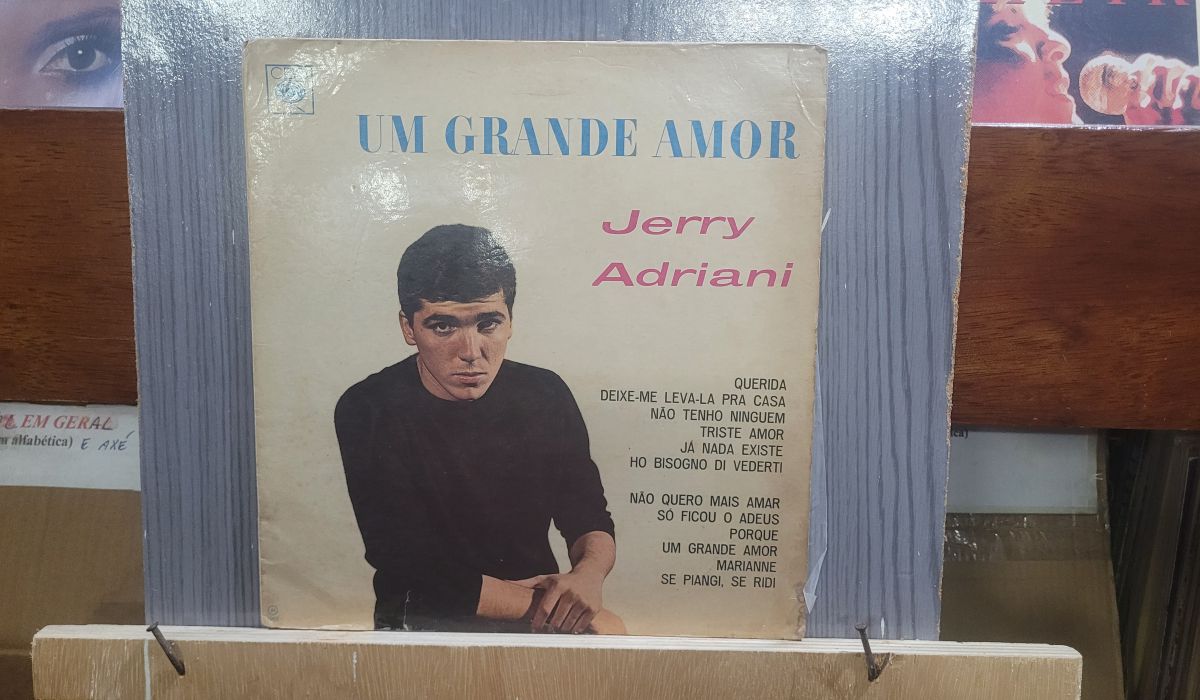 CBS
UM GRANDE AMOR
Jerry
Adriani
QUERIDA
DEIXE-ME LEVA-LA PRA CASA
NÃO TENHO NINGUEM
TRISTE AMOR
JÁ NADA EXISTE
HO BISOGNO DI VEDERTI
NÃO QUERO MAIS AMAR
SÓ FICOU O ADEUS
PORQUE
UM GRANDE AMOR
MARIANNE
SE PIANGI, SE RIDI
EM GERAL
alfabética) E AXÉ